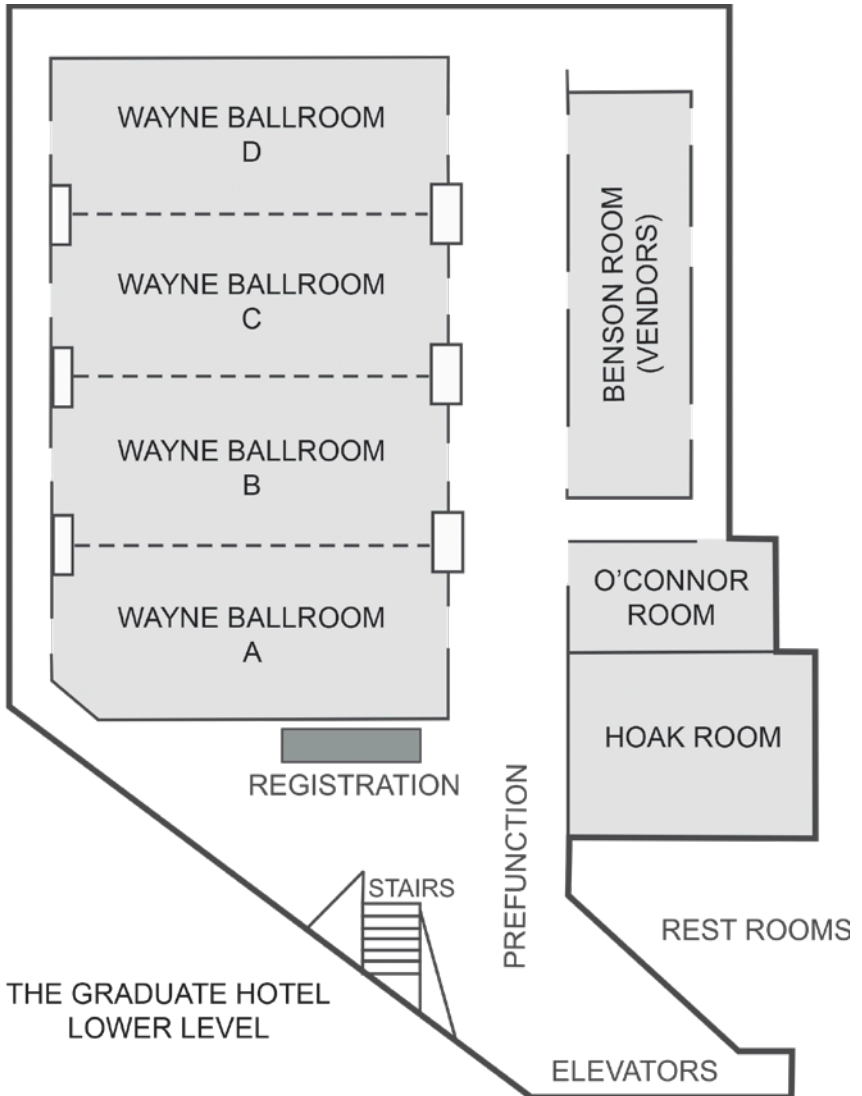 WAYNE BALLROOM
D
WAYNE BALLROOM
C
WAYNE BALLROOM
B
WAYNE BALLROOM
A
BENSON ROOM
(VENDORS)
O'CONNOR
ROOM
HOAK ROOM
REGISTRATION
PREFUNCTION
STAIRS
REST ROOMS
THE GRADUATE HOTEL
LOWER LEVEL
ELEVATORS